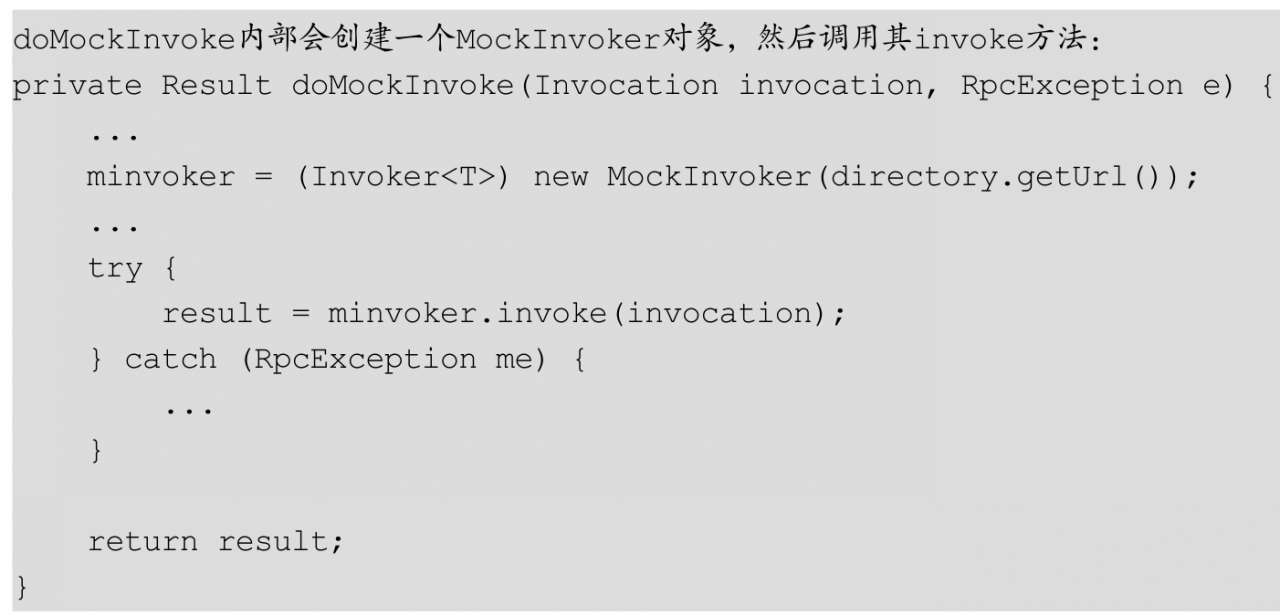 doMockInvoke内部会创建一个MockInvoker对象，然后调用其invoke方法：
private Result doMockInvoke(Invocation invocation, RpcException e) {
    ...
    minvoker = (Invoker<T>) new MockInvoker(directory.getUrl());
    ...
    try {
        result = minvoker.invoke(invocation);
    } catch (RpcException me) {
        ...
    }

    return result;
}